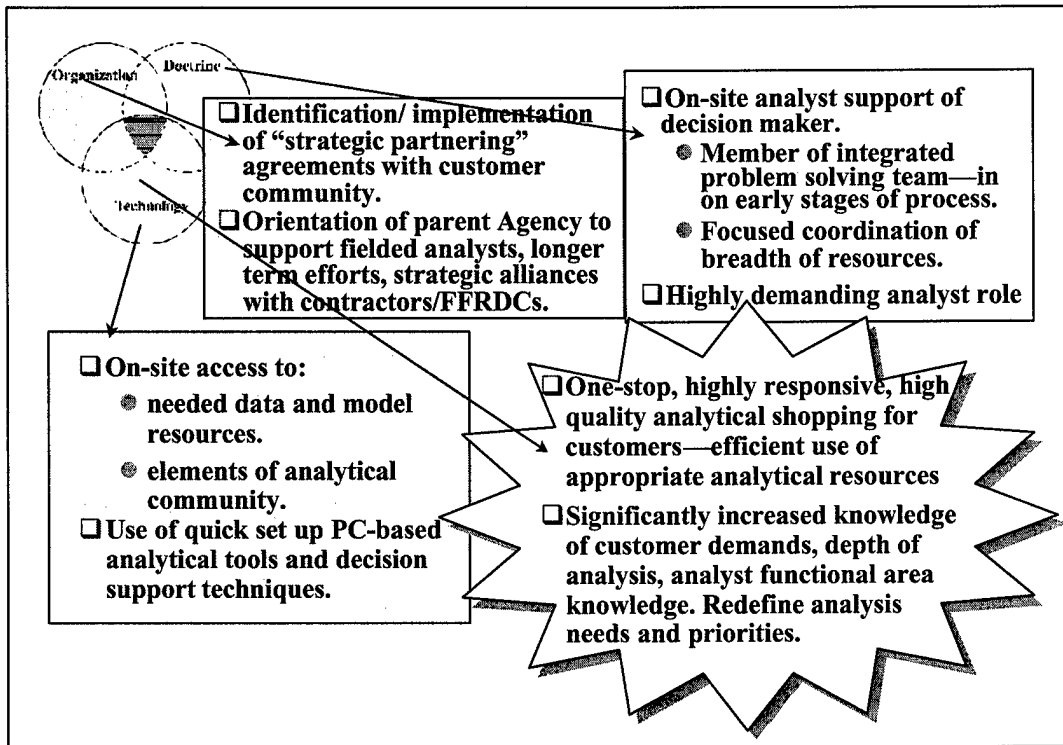 Organization
Doctrine
Technology
❑ Identification/ implementation
of “strategic partnering”
agreements with customer
community.
❑ Orientation of parent Agency to
support fielded analysts, longer
term efforts, strategic alliances
with contractors/FFRDCs.
❑ On-site analyst support of
decision maker.
● Member of integrated
problem solving team—in
on early stages of process.
● Focused coordination of
breadth of resources.
❑ Highly demanding analyst role
❑ On-site access to:
● needed data and model
resources.
● elements of analytical
community.
❑ Use of quick set up PC-based
analytical tools and decision
support techniques.
❑ One-stop, highly responsive, high
quality analytical shopping for
customers—efficient use of
appropriate analytical resources
❑ Significantly increased knowledge
of customer demands, depth of
analysis, analyst functional area
knowledge. Redefine analysis
needs and priorities.